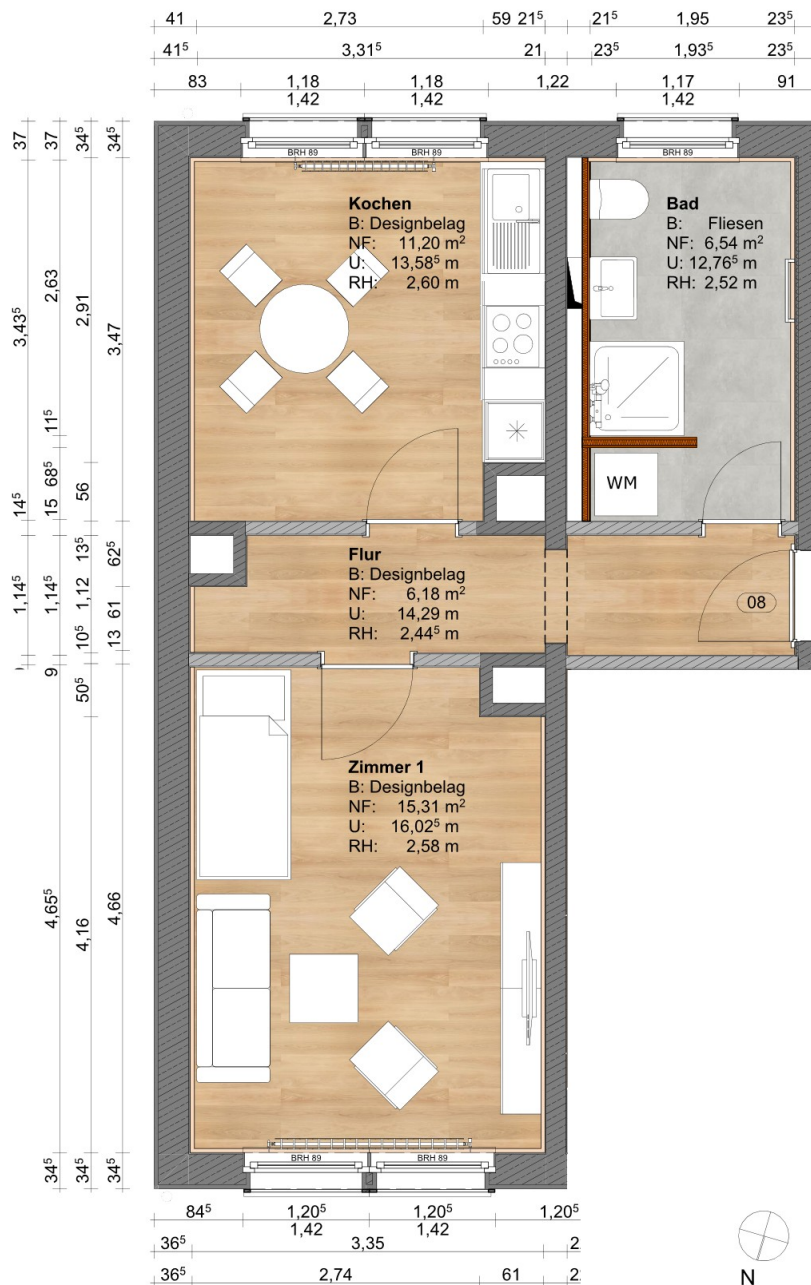 41 2,73 59 21⁵ 21⁵ 1,95 23⁵
41⁵ 3,31⁵ 21 23⁵ 1,93⁵ 23⁵
83 1,18 1,18 1,22 1,17 91
1,42 1,42 1,42
37 37 34⁵ 34⁵
BRH 89 BRH 89 BRH 89
Kochen
B: Designbelag
NF: 11,20 m²
U: 13,58⁵ m
RH: 2,60 m
Bad
B: Fliesen
NF: 6,54 m²
U: 12,76⁵ m
RH: 2,52 m
3,43⁵ 2,63 2,91 3,47
11⁵
14⁵ 15 68⁵ 56
WM
Flur
B: Designbelag
NF: 6,18 m²
U: 14,29 m
RH: 2,44⁵ m
08
1,14⁵ 1,14⁵ 10⁵ 1,12 13⁵ 13 61 62⁵
9 50⁵
Zimmer 1
B: Designbelag
NF: 15,31 m²
U: 16,02⁵ m
RH: 2,58 m
4,65⁵ 4,16 4,66
34⁵ 34⁵ 34⁵
BRH 89 BRH 89
84⁵ 1,20⁵ 1,20⁵ 1,20⁵
1,42 1,42
36⁵ 3,35 2
36⁵ 2,74 61 2
N